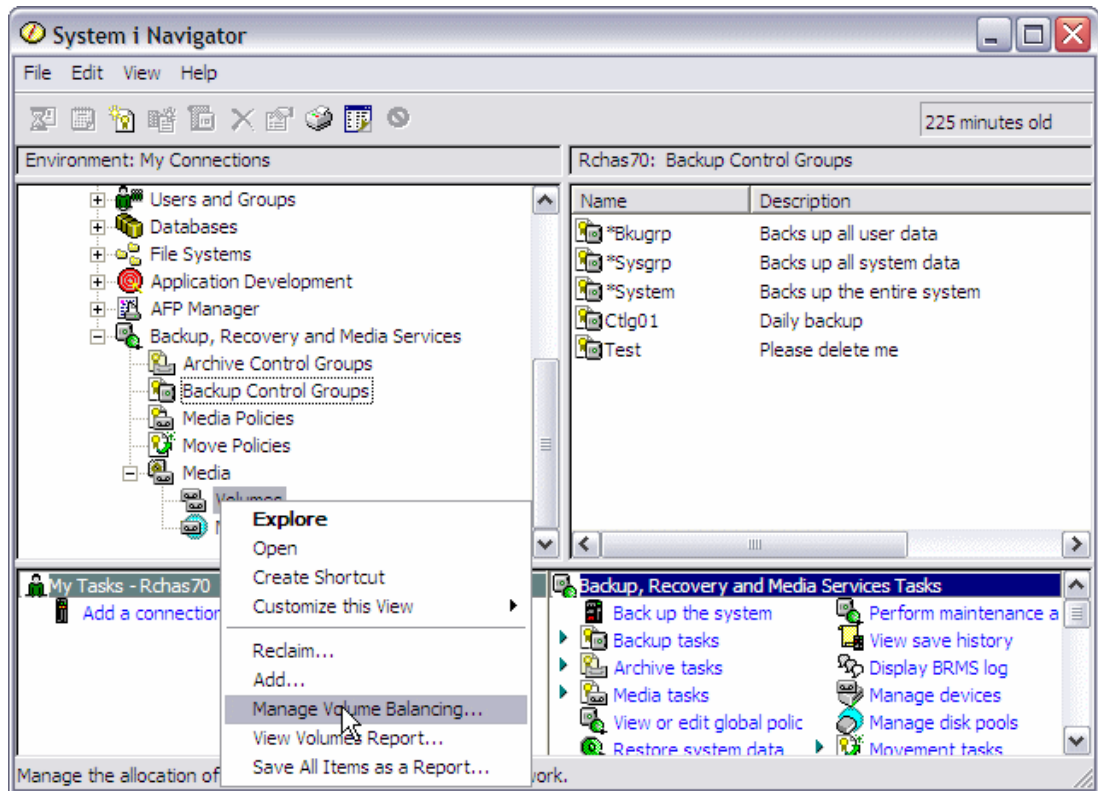 System i Navigator
File Edit View Help
225 minutes old
Environment: My Connections
Rchas70: Backup Control Groups
Users and Groups
Databases
File Systems
Application Development
AFP Manager
Backup, Recovery and Media Services
Archive Control Groups
Backup Control Groups
Media Policies
Move Policies
Media
Volumes
Name Description
*Bkugrp Backs up all user data
*Sysgrp Backs up all system data
*System Backs up the entire system
Ctlg01 Daily backup
Test Please delete me
Explore
Open
Create Shortcut
Customize this View
Reclaim...
Add...
Manage Volume Balancing...
View Volumes Report...
Save All Items as a Report...
My Tasks - Rchas70
Add a connection
Backup, Recovery and Media Services Tasks
Back up the system
Backup tasks
Archive tasks
Media tasks
View or edit global polic
Restore system data
Perform maintenance a
View save history
Display BRMS log
Manage devices
Manage disk pools
Movement tasks
Manage the allocation of
work.